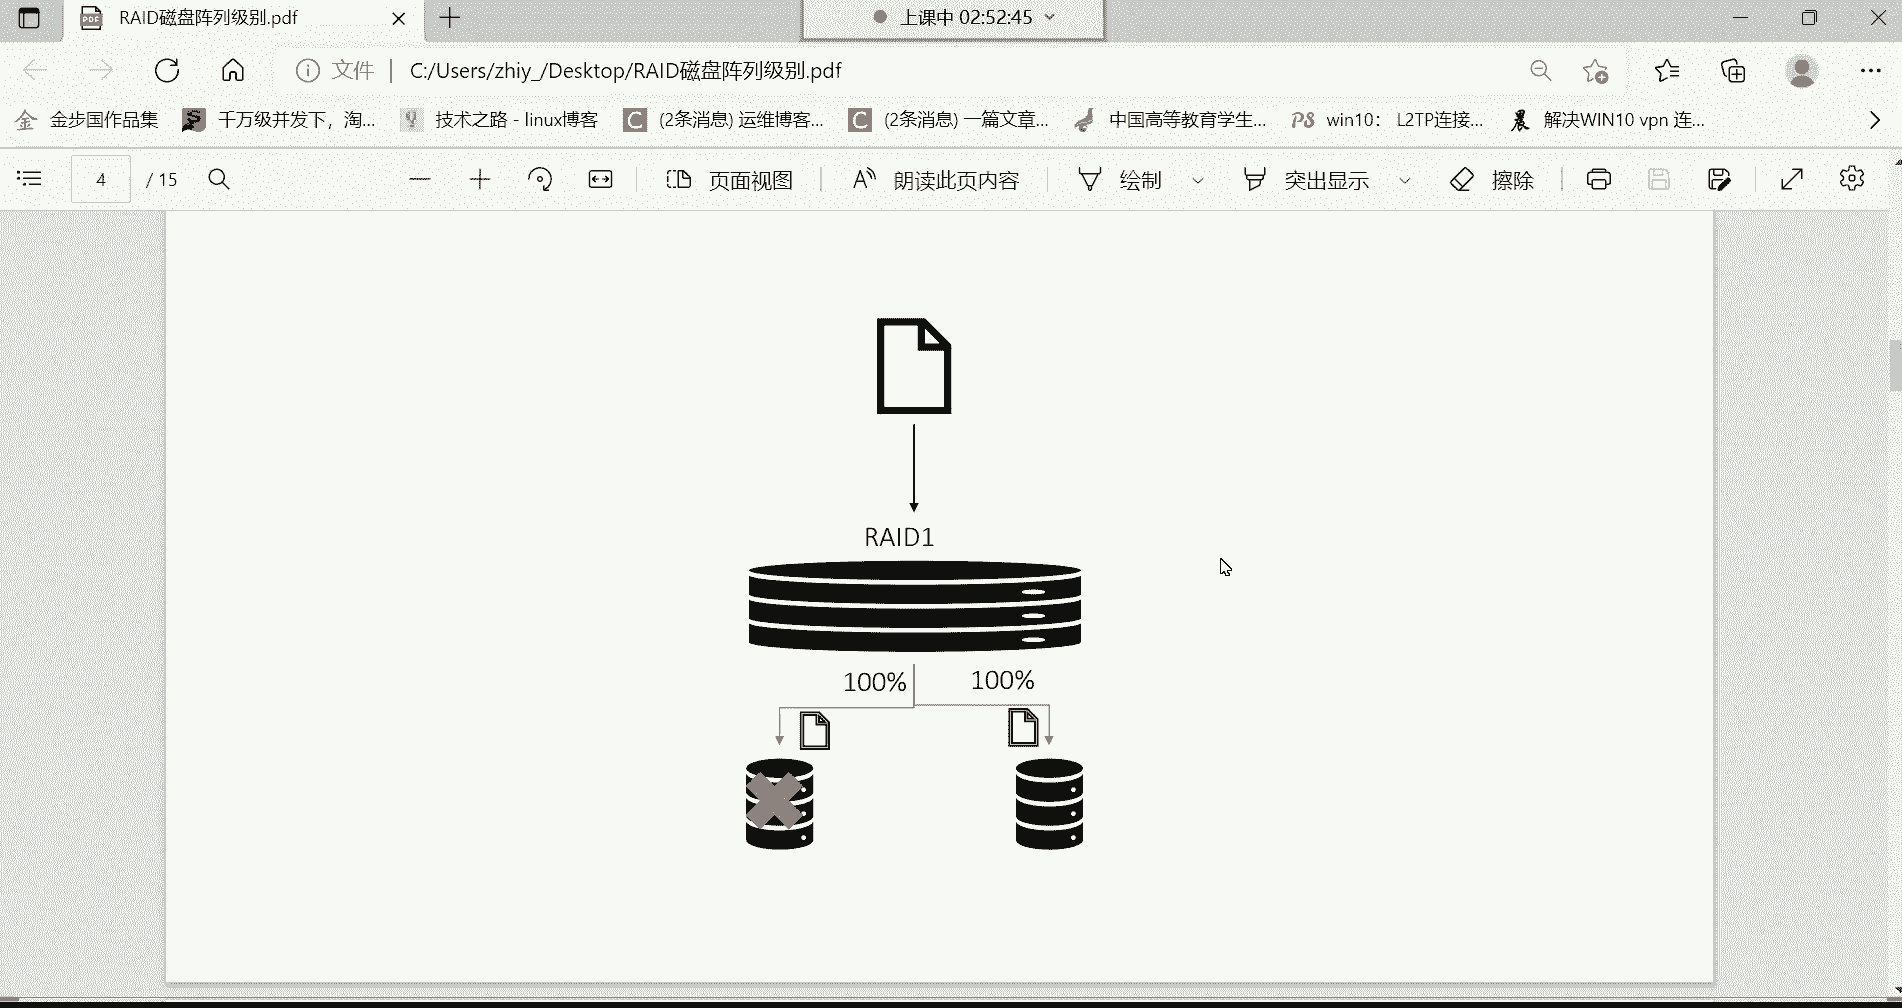 RAID磁盘阵列级别.pdf
上课中 02:52:45
文件 C:/Users/zhiy_/Desktop/RAID磁盘阵列级别.pdf
金 金步国作品集 千万级并发下，淘... 技术之路 - linux博客 C (2条消息) 运维博客... C (2条消息) 一篇文章... 中国高等教育学生... PS win10： L2TP连接... 晨 解决WIN10 vpn 连...
4 / 15 页面视图 朗读此页内容 绘制 突出显示 擦除
RAID1
100% 100%